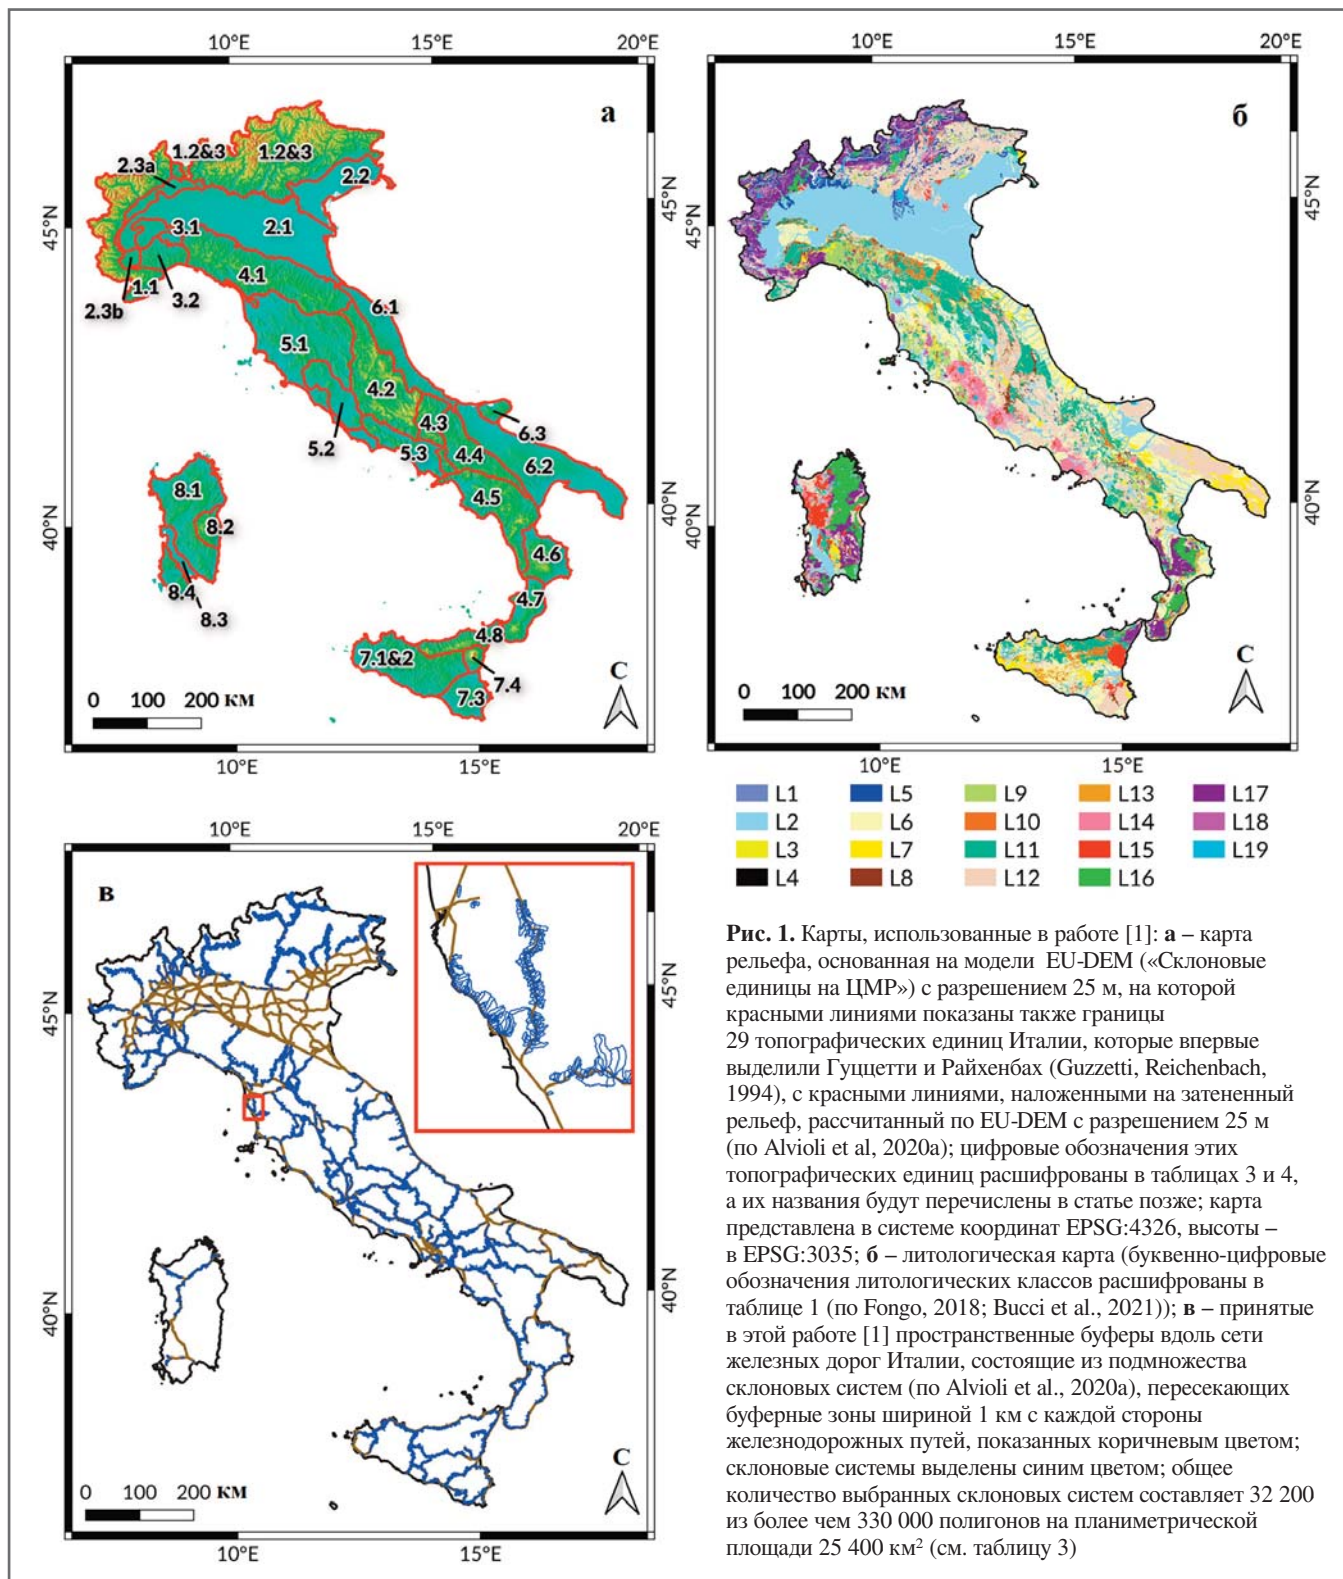 10°E 15°E 20°E
45°N
40°N
а
1.2&3
1.2&3
2.3a
2.2
3.1
2.1
4.1
1.1
3.2
2.3b
6.1
5.1
4.2
4.3
6.3
5.2
5.3
4.4
6.2
4.5
8.1
8.2
4.6
8.4
8.3
4.7
4.8
7.1&2
7.4
7.3
С
0 100 200 км
10°E 15°E
10°E 15°E 20°E
45°N 45°N
40°N 40°N
б
С
0 100 200 км
10°E 15°E
L1 L5 L9 L13 L17
L2 L6 L10 L14 L18
L3 L7 L11 L15 L19
L4 L8 L12 L16
10°E 15°E 20°E
45°N 45°N
40°N 40°N
в
С
0 100 200 км
10°E 15°E
Рис. 1. Карты, использованные в работе [1]: а – карта
рельефа, основанная на модели EU-DEM («Склоновые
единицы на ЦМР») с разрешением 25 м, на которой
красными линиями показаны также границы
29 топографических единиц Италии, которые впервые
выделили Гуццетти и Райхенбах (Guzzetti, Reichenbach,
1994), с красными линиями, наложенными на затененный
рельеф, рассчитанный по EU-DEM с разрешением 25 м
(по Alvioli et al, 2020a); цифровые обозначения этих
топографических единиц расшифрованы в таблицах 3 и 4,
а их названия будут перечислены в статье позже; карта
представлена в системе координат EPSG:4326, высоты –
в EPSG:3035; б – литологическая карта (буквенно-цифровые
обозначения литологических классов расшифрованы в
таблице 1 (по Fongo, 2018; Bucci et al., 2021)); в – принятые
в этой работе [1] пространственные буферы вдоль сети
железных дорог Италии, состоящие из подмножества
склоновых систем (по Alvioli et al., 2020a), пересекающих
буферные зоны шириной 1 км с каждой стороны
железнодорожных путей, показанных коричневым цветом;
склоновые системы выделены синим цветом; общее
количество выбранных склоновых систем составляет 32 200
из более чем 330 000 полигонов на планиметрической
площади 25 400 км² (см. таблицу 3)